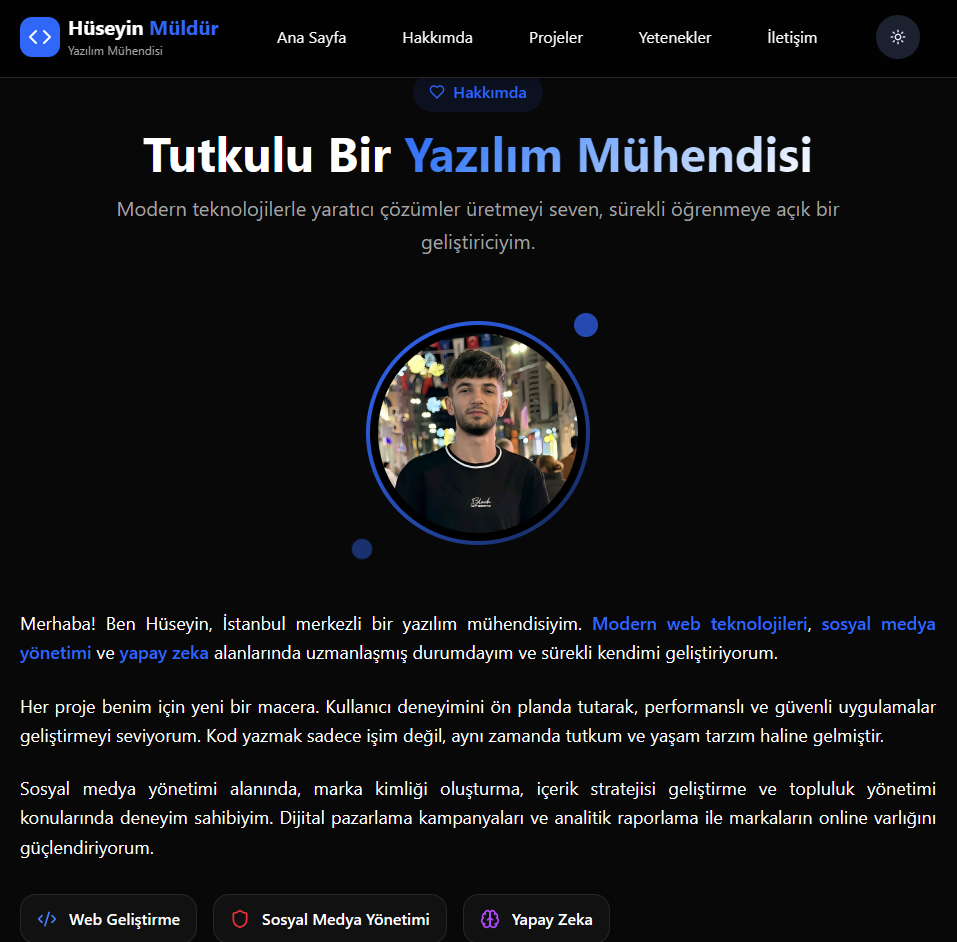 Hüseyin Müldür
Yazılım Mühendisi
Ana Sayfa
Hakkımda
Projeler
Yetenekler
İletişim
Hakkımda
Tutkulu Bir Yazılım Mühendisi
Modern teknolojilerle yaratıcı çözümler üretmeyi seven, sürekli öğrenmeye açık bir
geliştiriciyim.
Black
Merhaba! Ben Hüseyin, İstanbul merkezli bir yazılım mühendisiyim. Modern web teknolojileri, sosyal medya
yönetimi ve yapay zeka alanlarında uzmanlaşmış durumdayım ve sürekli kendimi geliştiriyorum.
Her proje benim için yeni bir macera. Kullanıcı deneyimini ön planda tutarak, performanslı ve güvenli uygulamalar
geliştirmeyi seviyorum. Kod yazmak sadece işim değil, aynı zamanda tutkum ve yaşam tarzım haline gelmiştir.
Sosyal medya yönetimi alanında, marka kimliği oluşturma, içerik stratejisi geliştirme ve topluluk yönetimi
konularında deneyim sahibiyim. Dijital pazarlama kampanyaları ve analitik raporlama ile markaların online varlığını
güçlendiriyorum.
Web Geliştirme
Sosyal Medya Yönetimi
Yapay Zeka